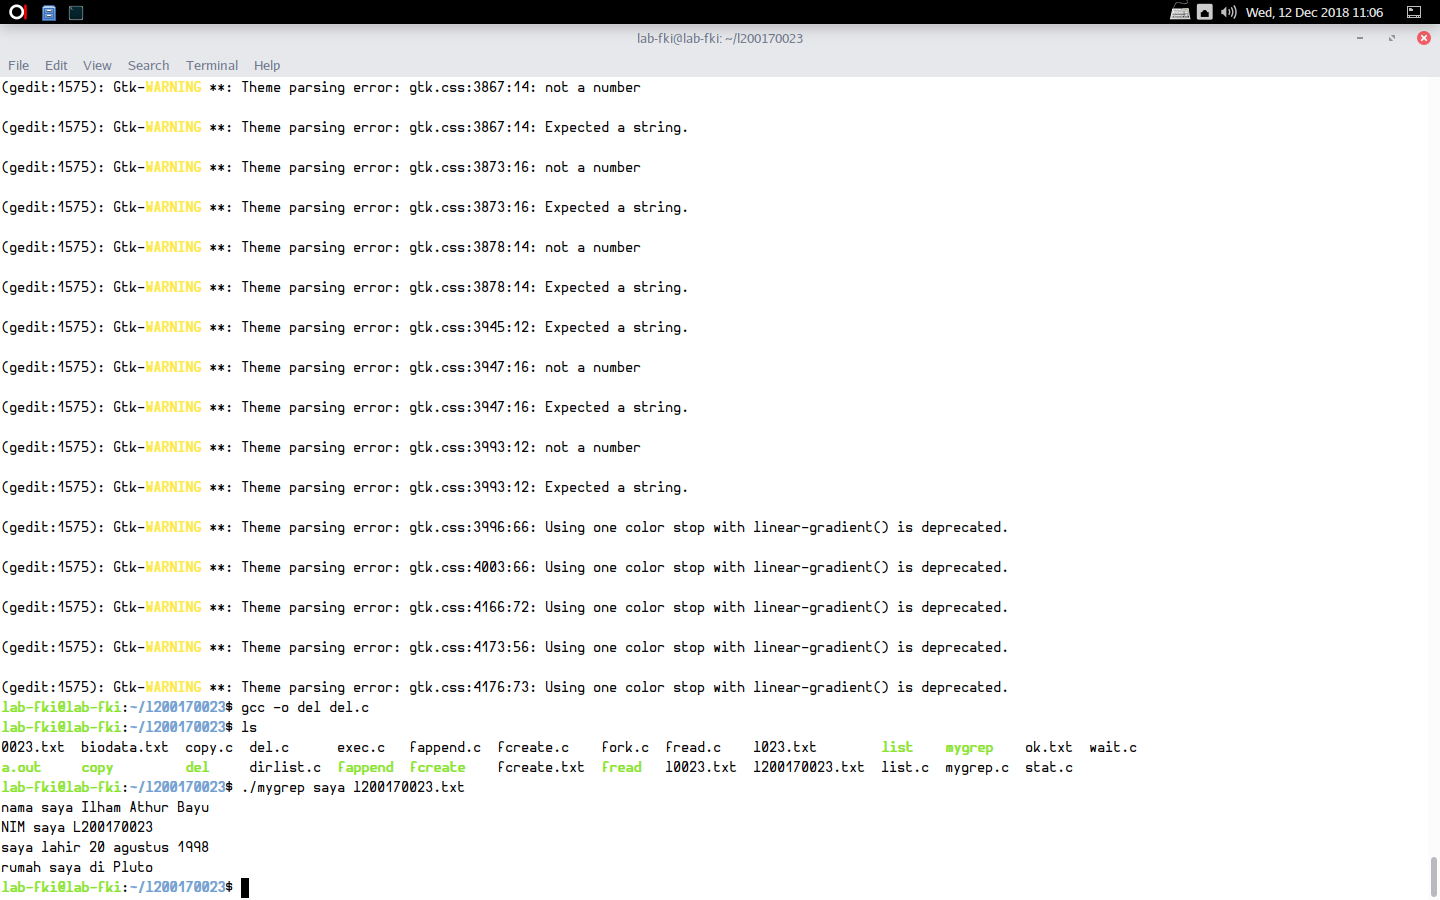 Wed, 12 Dec 2018 11:06
lab-fki@lab-fki: ~/l200170023
File Edit View Search Terminal Help
(gedit:1575): Gtk-WARNING **: Theme parsing error: gtk.css:3867:14: not a number
(gedit:1575): Gtk-WARNING **: Theme parsing error: gtk.css:3867:14: Expected a string.
(gedit:1575): Gtk-WARNING **: Theme parsing error: gtk.css:3873:16: not a number
(gedit:1575): Gtk-WARNING **: Theme parsing error: gtk.css:3873:16: Expected a string.
(gedit:1575): Gtk-WARNING **: Theme parsing error: gtk.css:3878:14: not a number
(gedit:1575): Gtk-WARNING **: Theme parsing error: gtk.css:3878:14: Expected a string.
(gedit:1575): Gtk-WARNING **: Theme parsing error: gtk.css:3945:12: Expected a string.
(gedit:1575): Gtk-WARNING **: Theme parsing error: gtk.css:3947:16: not a number
(gedit:1575): Gtk-WARNING **: Theme parsing error: gtk.css:3947:16: Expected a string.
(gedit:1575): Gtk-WARNING **: Theme parsing error: gtk.css:3993:12: not a number
(gedit:1575): Gtk-WARNING **: Theme parsing error: gtk.css:3993:12: Expected a string.
(gedit:1575): Gtk-WARNING **: Theme parsing error: gtk.css:3996:66: Using one color stop with linear-gradient() is deprecated.
(gedit:1575): Gtk-WARNING **: Theme parsing error: gtk.css:4003:66: Using one color stop with linear-gradient() is deprecated.
(gedit:1575): Gtk-WARNING **: Theme parsing error: gtk.css:4166:72: Using one color stop with linear-gradient() is deprecated.
(gedit:1575): Gtk-WARNING **: Theme parsing error: gtk.css:4173:56: Using one color stop with linear-gradient() is deprecated.
(gedit:1575): Gtk-WARNING **: Theme parsing error: gtk.css:4176:73: Using one color stop with linear-gradient() is deprecated.
lab-fki@lab-fki:~/l200170023$ gcc -o del del.c
lab-fki@lab-fki:~/l200170023$ ls
0023.txt biodata.txt copy.c del.c exec.c fappend.c fcreate.c fork.c fread.c l023.txt list mygrep ok.txt wait.c
a.out copy del dirlist.c fappend fcreate fcreate.txt fread l0023.txt l200170023.txt list.c mygrep.c stat.c
lab-fki@lab-fki:~/l200170023$ ./mygrep saya l200170023.txt
nama saya Ilham Athur Bayu
NIM saya L200170023
saya lahir 20 agustus 1998
rumah saya di Pluto
lab-fki@lab-fki:~/l200170023$